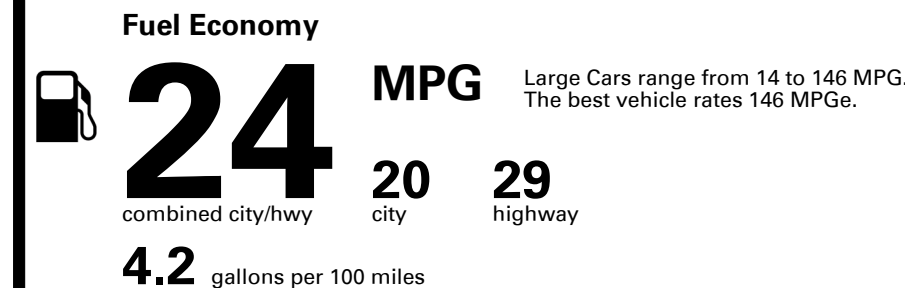 Fuel Economy
24
MPG
Large Cars range from 14 to 146 MPG.
The best vehicle rates 146 MPGe.
20
29
combined city/hwy
city
highway
4.2 gallons per 100 miles